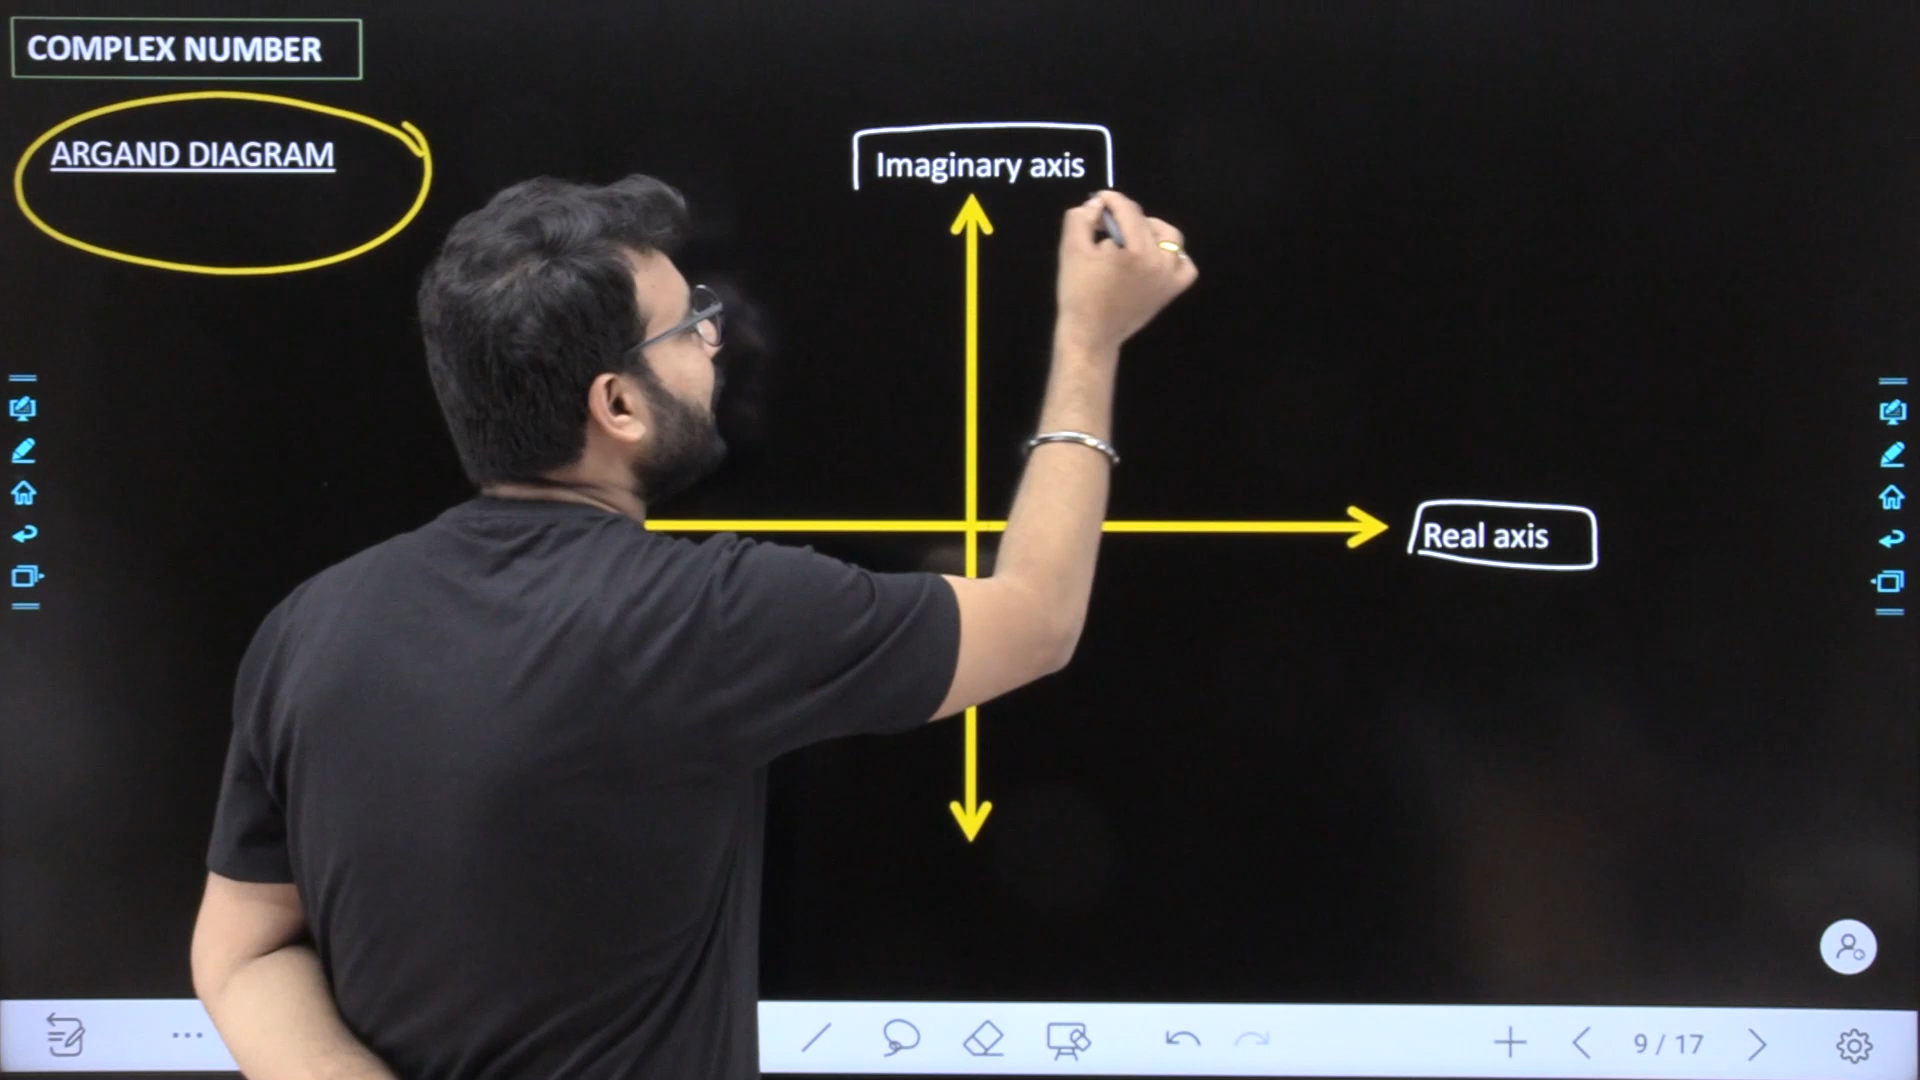 COMPLEX NUMBER
ARGAND DIAGRAM
Imaginary axis
Real axis
9 / 17